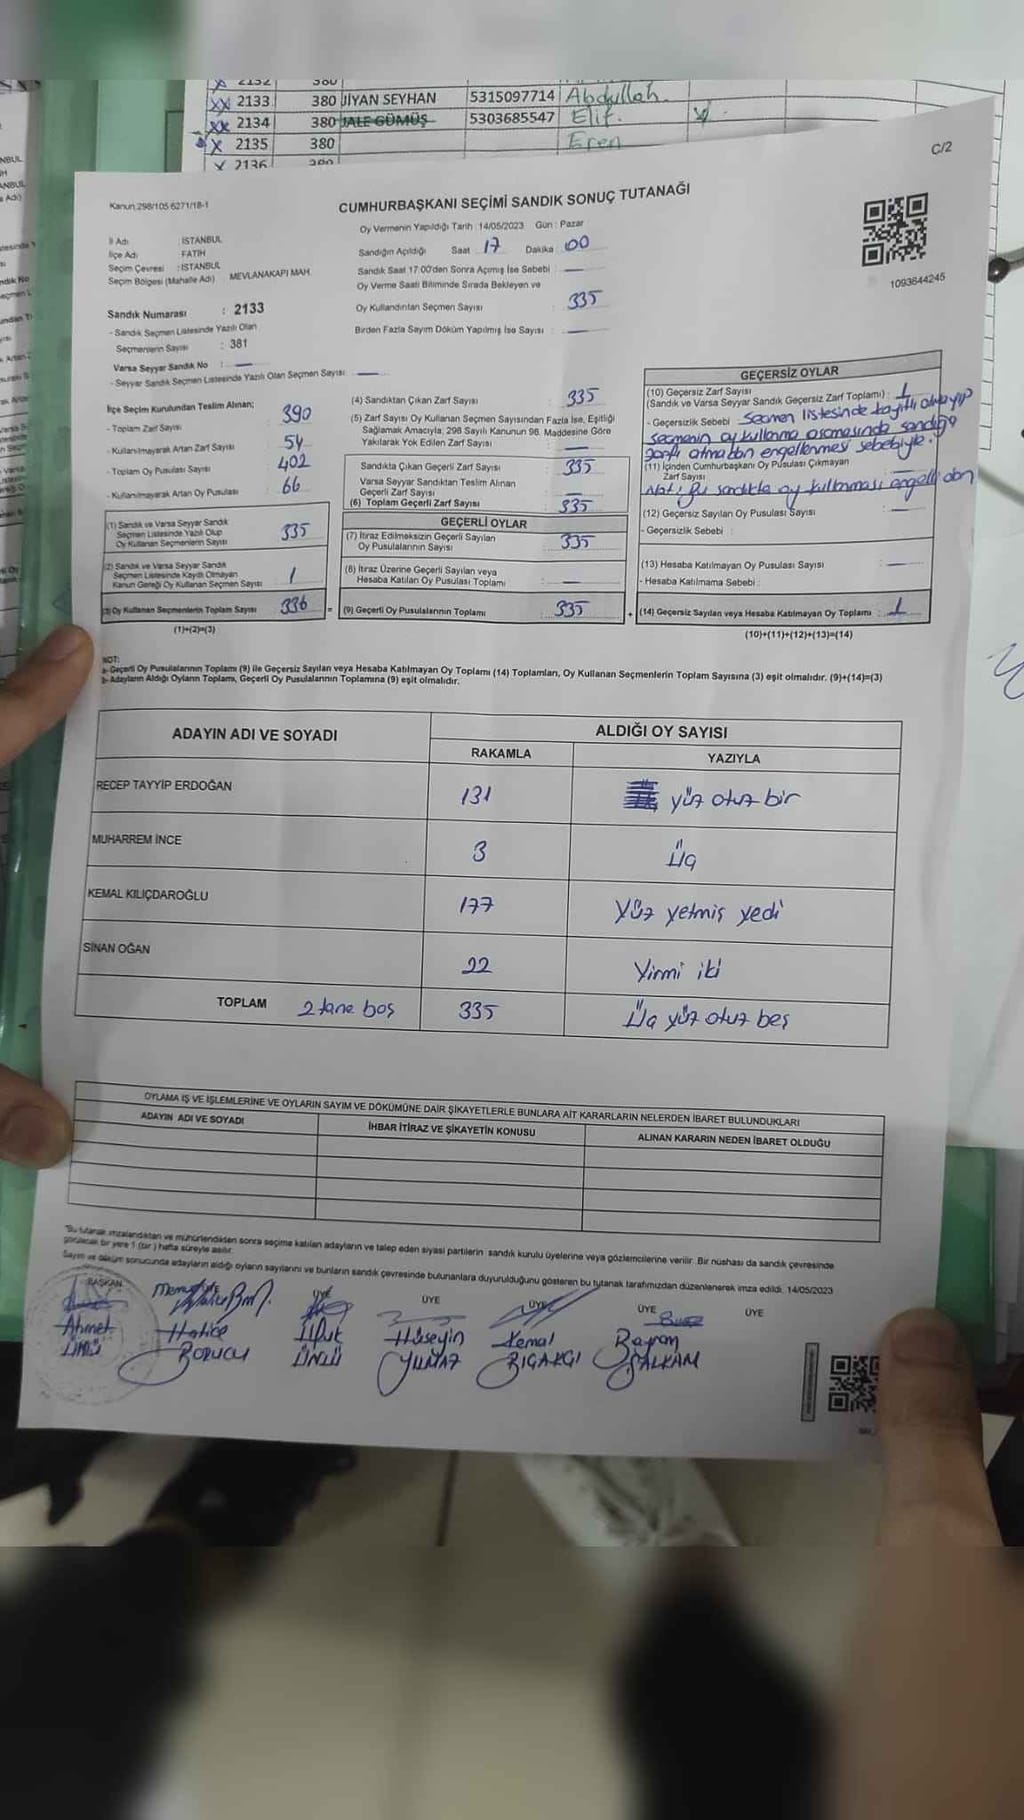 2132 380
XX 2133 380 JİYAN SEYHAN 5315097714 Abdullah
XX 2134 380 JALE GÜMÜŞ 5303685547 Elif.
X 2135 380 Eren
X 2136 380
C/2
Kanun 298/105 6271/18-1
CUMHURBAŞKANI SEÇİMİ SANDIK SONUÇ TUTANAĞI
Oy Vermenin Yapıldığı Tarih : 14/05/2023 Gün : Pazar
İl Adı : İSTANBUL
İlçe Adı : FATİH
Seçim Çevresi : İSTANBUL
Seçim Bölgesi (Mahalle Adı) MEVLANAKAPI MAH.
Sandığın Açıldığı Saat 17 Dakika : 00
Sandık Saat 17.00'den Sonra Açımış İse Sebebi : —
Oy Verme Saati Bitiminde Sırada Bekleyen ve
Oy Kullandırılan Seçmen Sayısı : 335
Birden Fazla Sayım Döküm Yapılmış İse Sayısı : —
1093644245
Sandık Numarası : 2133
- Sandık Seçmen Listesinde Yazılı Olan
Seçmenlerin Sayısı : 381
Varsa Seyyar Sandık No : —
- Seyyar Sandık Seçmen Listesinde Yazılı Olan Seçmen Sayısı : —
İlçe Seçim Kurulundan Teslim Alınan;
- Toplam Zarf Sayısı : 390
- Kullanılmayarak Artan Zarf Sayısı : 54
- Toplam Oy Pusulası Sayısı : 402
- Kullanılmayarak Artan Oy Pusulası : 66
(1) Sandık ve Varsa Seyyar Sandık
Seçmen Listesinde Yazılı Olup
Oy Kullanan Seçmenlerin Sayısı : 335
(2) Sandık ve Varsa Seyyar Sandık
Seçmen Listesinde Kayıtlı Olmayan
Kanun Gereği Oy Kullanan Seçmen Sayısı : 1
(3) Oy Kullanan Seçmenlerin Toplam Sayısı : 336 =
(1)+(2)=(3)
(4) Sandıktan Çıkan Zarf Sayısı : 335
(5) Zarf Sayısı Oy Kullanan Seçmen Sayısından Fazla İse, Eşitliği
Sağlamak Amacıyla, 298 Sayılı Kanunun 98. Maddesine Göre
Yakılarak Yok Edilen Zarf Sayısı : —
Sandıkta Çıkan Geçerli Zarf Sayısı : 335
Varsa Seyyar Sandıktan Teslim Alınan
Geçerli Zarf Sayısı : —
(6) Toplam Geçerli Zarf Sayısı : 335
GEÇERLİ OYLAR
(7) İtiraz Edilmeksizin Geçerli Sayılan
Oy Pusulalarının Sayısı : 335
(8) İtiraz Üzerine Geçerli Sayılan veya
Hesaba Katılan Oy Pusulası Toplamı : —
(9) Geçerli Oy Pusulalarının Toplamı : 335 +
GEÇERSİZ OYLAR
(10) Geçersiz Zarf Sayısı
(Sandık ve Varsa Seyyar Sandık Geçersiz Zarf Toplamı) : 1
- Geçersizlik Sebebi : Seçmen listesinde kayıtlı olmayıp
seçmenin oy kullanma aşamasında sandığa
zarfı atmaktan engellenmesi sebebiyle.
(11) İçinden Cumhurbaşkanı Oy Pusulası Çıkmayan
Zarf Sayısı : —
Not: Bu sandıkta oy kullanması engelli olan
(12) Geçersiz Sayılan Oy Pusulası Sayısı : —
- Geçersizlik Sebebi :
(13) Hesaba Katılmayan Oy Pusulası Sayısı : —
- Hesaba Katılmama Sebebi :
(14) Geçersiz Sayılan veya Hesaba Katılmayan Oy Toplamı : 1
(10)+(11)+(12)+(13)=(14)
NOT:
a- Geçerli Oy Pusulalarının Toplamı (9) ile Geçersiz Sayılan veya Hesaba Katılmayan Oy Toplamı (14) Toplamları, Oy Kullanan Seçmenlerin Toplam Sayısına (3) eşit olmalıdır. (9)+(14)=(3)
b- Adayların Aldığı Oyların Toplamı, Geçerli Oy Pusulalarının Toplamına (9) eşit olmalıdır.
ADAYIN ADI VE SOYADI ALDIĞI OY SAYISI
RAKAMLA YAZIYLA
RECEP TAYYİP ERDOĞAN 131 yüz otuz bir
MUHARREM İNCE 3 Üç
KEMAL KILIÇDAROĞLU 177 Yüz yetmiş yedi
SİNAN OĞAN 22 Yirmi iki
TOPLAM 2 tane boş 335 Üç yüz otuz beş
OYLAMA İŞ VE İŞLEMLERİNE VE OYLARIN SAYIM VE DÖKÜMÜNE DAİR ŞİKAYETLERLE BUNLARA AİT KARARLARIN NELERDEN İBARET BULUNDUKLARI
ADAYIN ADI VE SOYADI İHBAR İTİRAZ VE ŞİKAYETİN KONUSU ALINAN KARARIN NEDEN İBARET OLDUĞU
"Bu tutanak imzalandıktan ve mühürlendikten sonra seçime katılan adayların ve talep eden siyasi partilerin sandık kurulu üyelerine veya gözlemcilerine verilir. Bir nüshası da sandık çevresinde
görülecek bir yere 1 (bir) hafta süreyle asılır.
Sayım ve döküm sonucunda adayların aldığı oyların sayılarını ve bunların sandık çevresinde bulunanlara duyurulduğunu gösteren bu tutanak tarafımızdan düzenlenerek imza edildi. 14/05/2023
BAŞKAN ÜYE ÜYE ÜYE ÜYE ÜYE
Ahmet Hatice Ufuk Hüseyin Kemal Bayram
ÜNLÜ BORUCU ÜNLÜ YILMAZ BIÇAKÇI